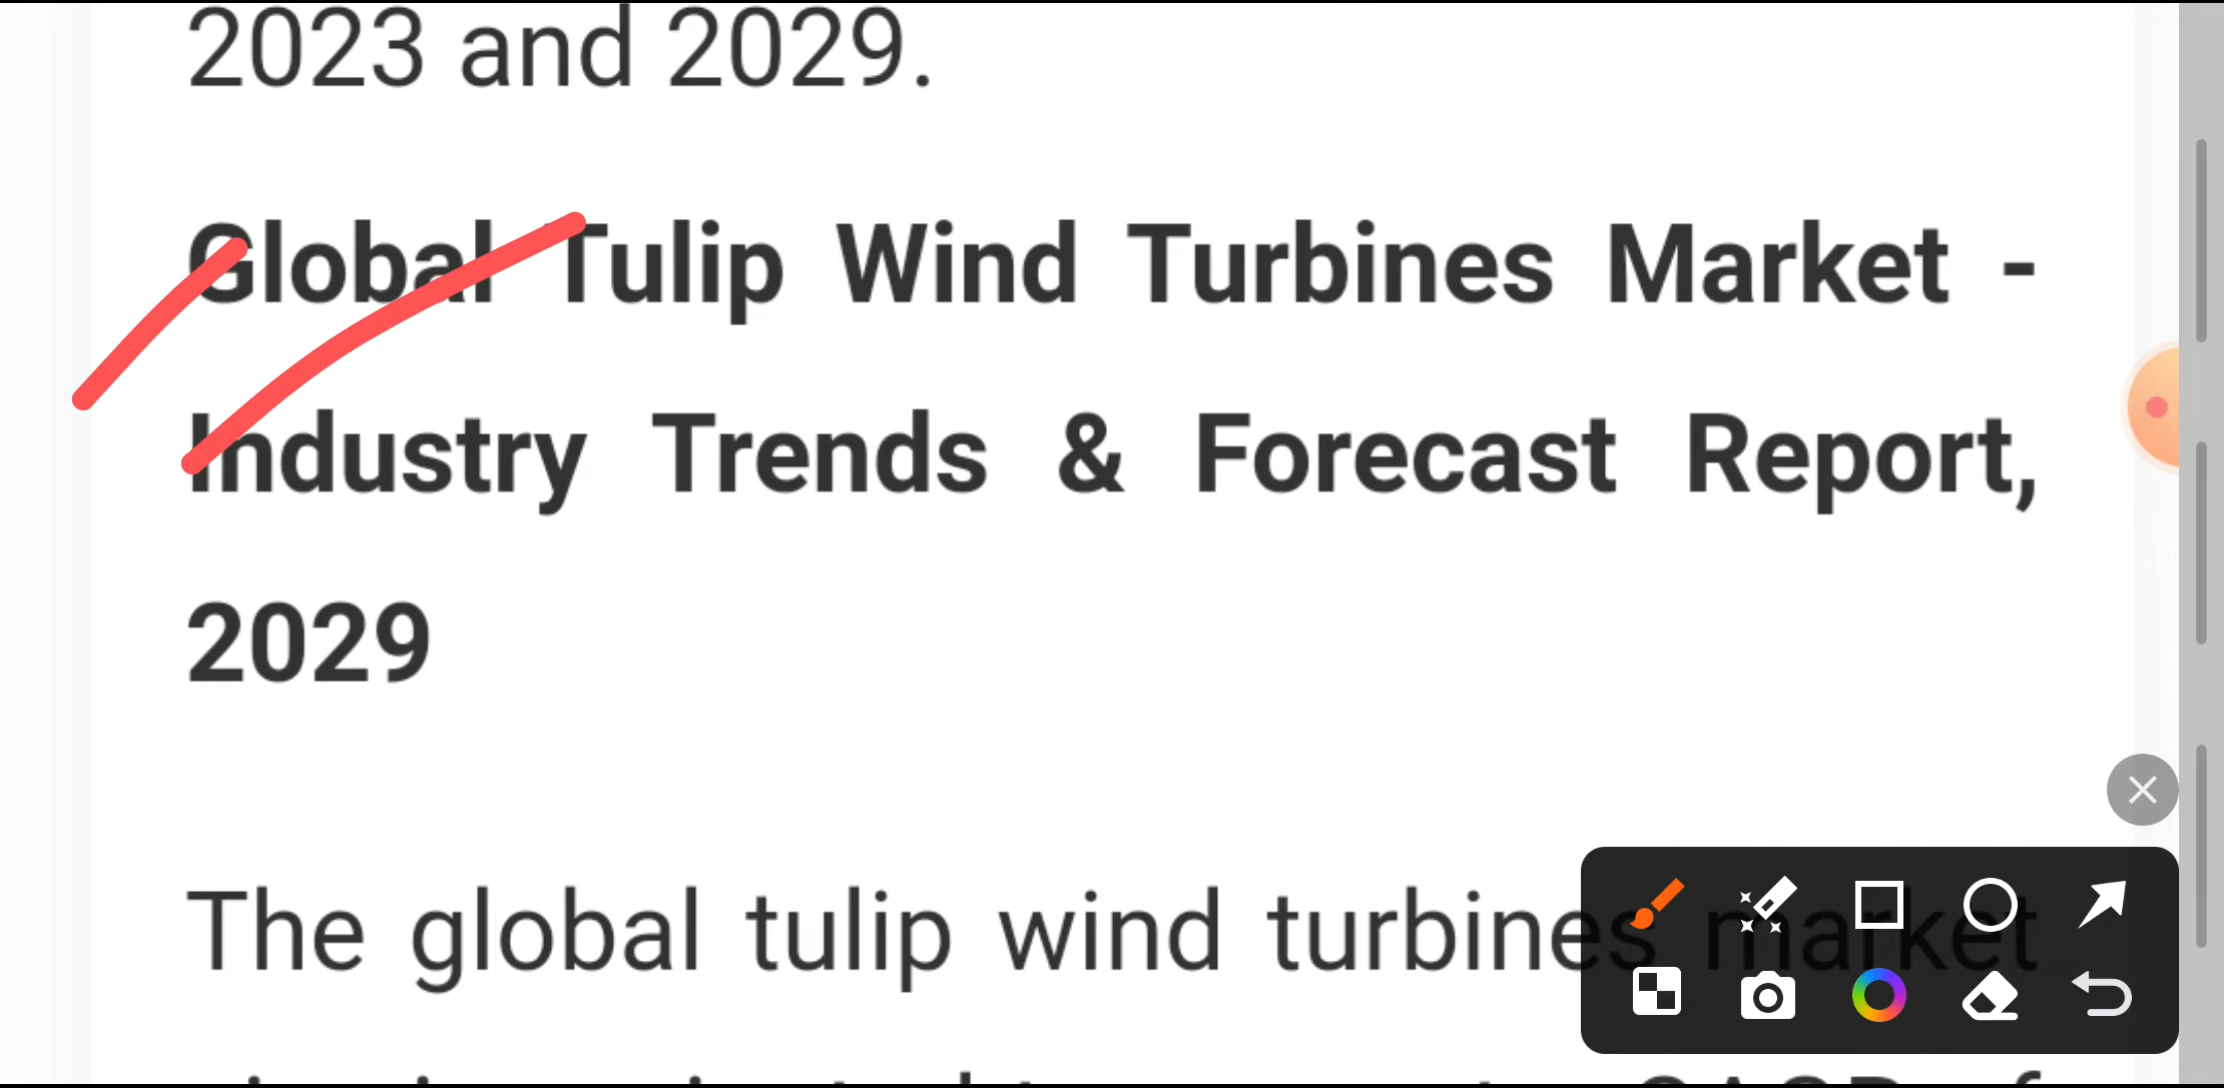 2023 and 2029.
Global Tulip Wind Turbines Market -
Industry Trends & Forecast Report,
2029
The global tulip wind turbines market